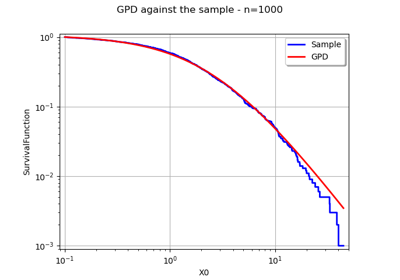 GPD against the sample - n=1000
10⁰
10⁻¹
10⁻²
10⁻³
SurvivalFunction
Sample
GPD
10⁻¹
10⁰
10¹
X0